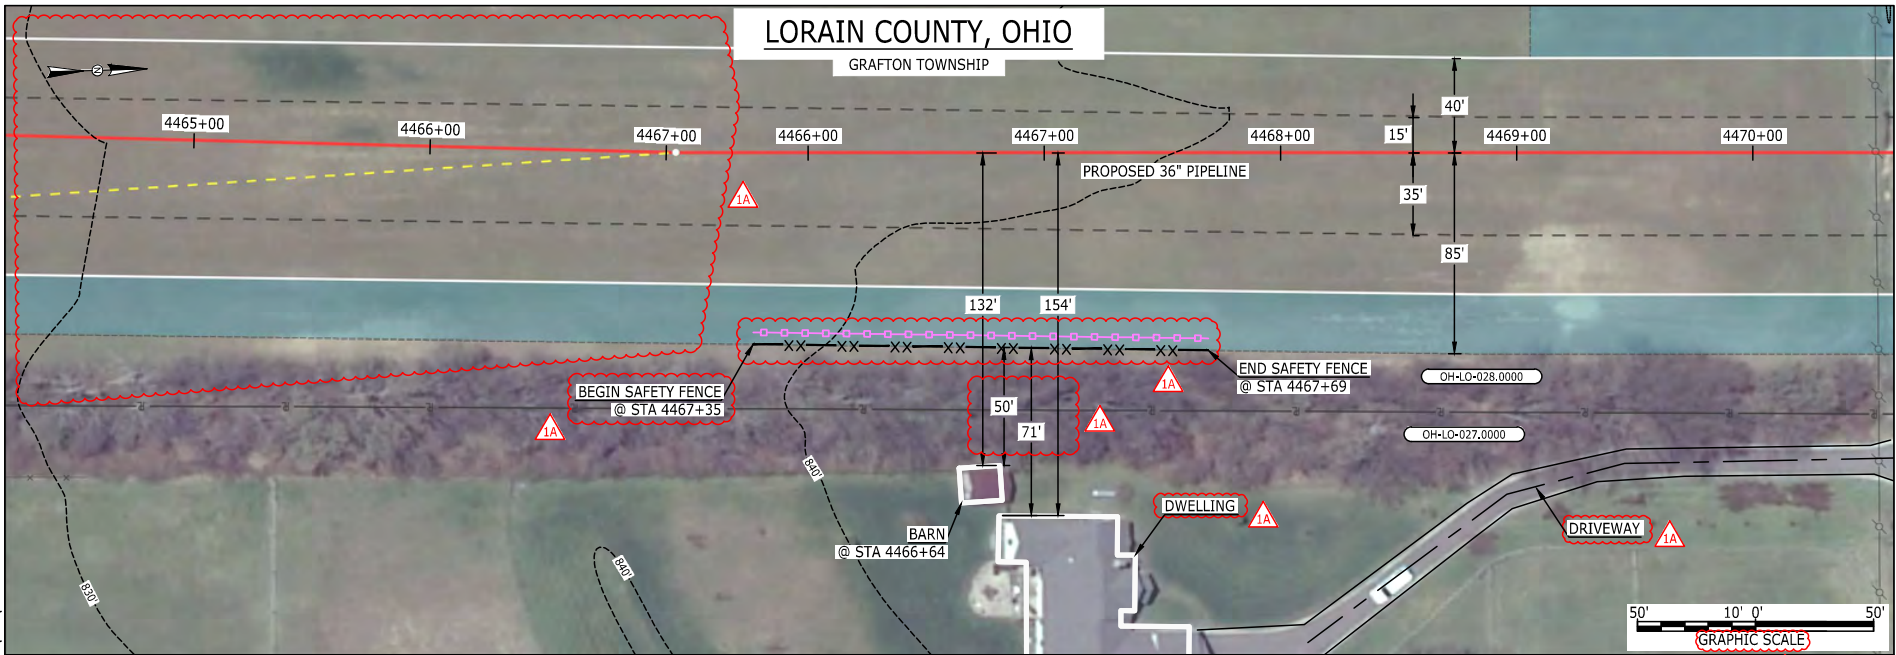 LORAIN COUNTY, OHIO
GRAFTON TOWNSHIP
N
4465+00
4466+00
4467+00
4466+00
4467+00
4468+00
4469+00
4470+00
40'
15'
PROPOSED 36" PIPELINE
35'
85'
1A
132'
154'
BEGIN SAFETY FENCE
@ STA 4467+35
1A
END SAFETY FENCE
@ STA 4467+69
1A
OH-LO-028.0000
OH-LO-027.0000
50'
71'
1A
840'
BARN
@ STA 4466+64
DWELLING
1A
DRIVEWAY
1A
830'
840'
50'
10'
0'
50'
GRAPHIC SCALE